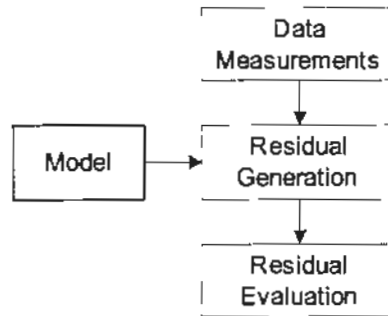 Data
Measurements
Model
Residual
Generation
Residual
Evaluation